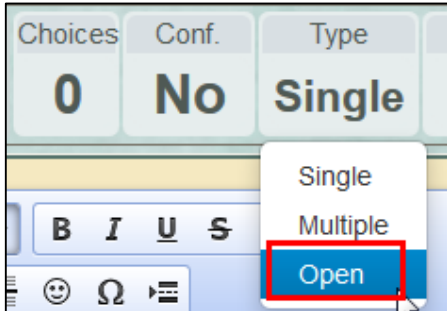 Choices Conf. Type
0 No Single
Single
Multiple
B I U S
Open
Ω